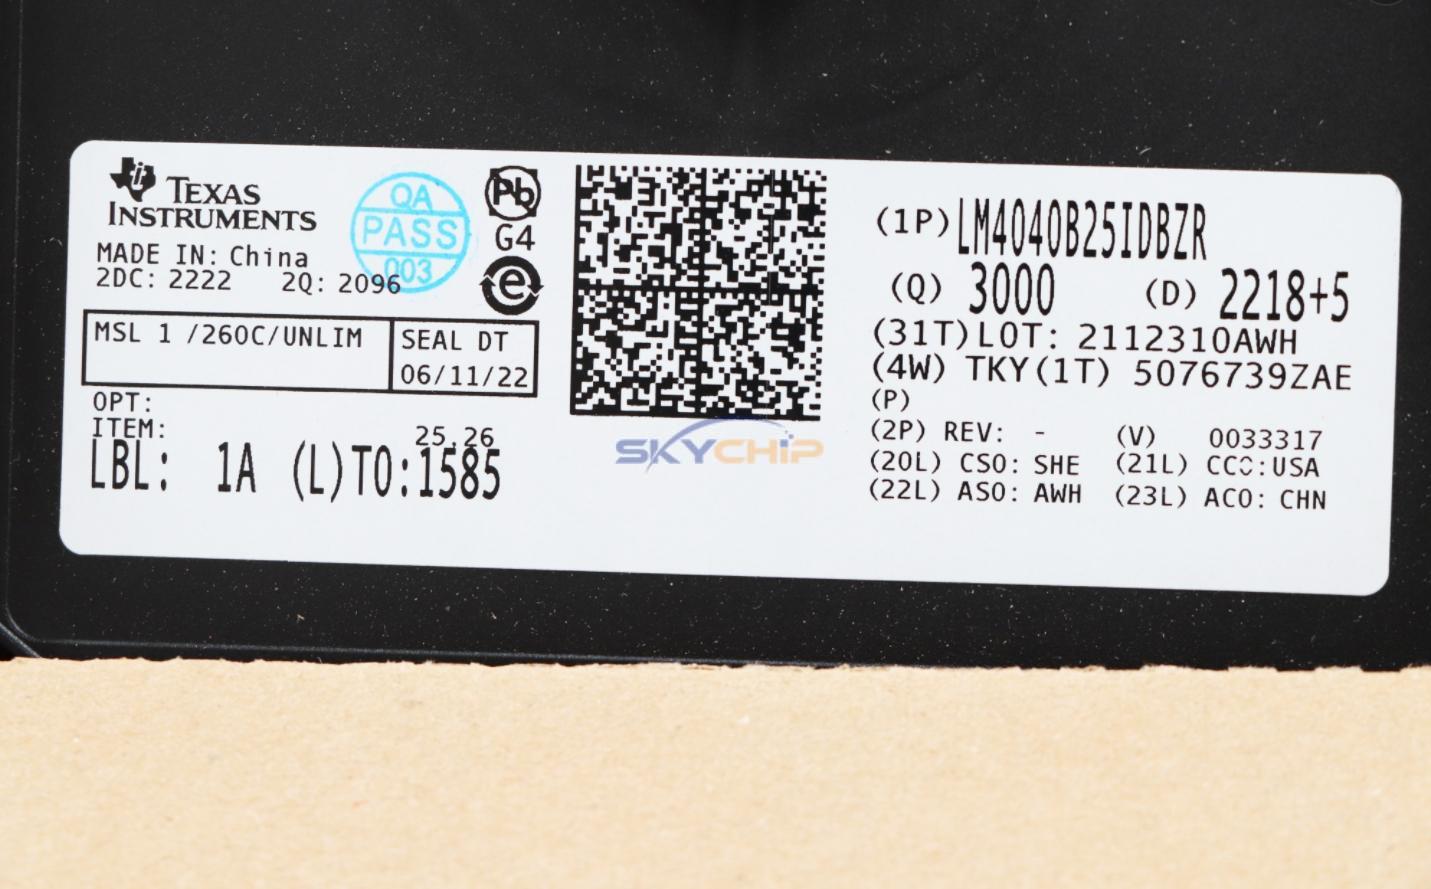 TEXAS
INSTRUMENTS
MADE IN: China
2DC: 2222 2Q: 2096
QA
PASS
003
Pb
G4
e
MSL 1 /260C/UNLIM
SEAL DT
06/11/22
OPT:
ITEM:
25.26
LBL: 1A (L)T0:1585
SKYCHIP
(1P) LM4040B25IDBZR
(Q) 3000 (D) 2218+5
(31T)LOT: 2112310AWH
(4W) TKY(1T) 5076739ZAE
(P)
(2P) REV: - (V) 0033317
(20L) CSO: SHE (21L) CCO:USA
(22L) ASO: AWH (23L) ACO: CHN